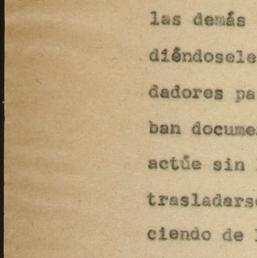 las demás
diéndosele
dadores pa
ban docume
actúe sin
trasladars
ciendo de